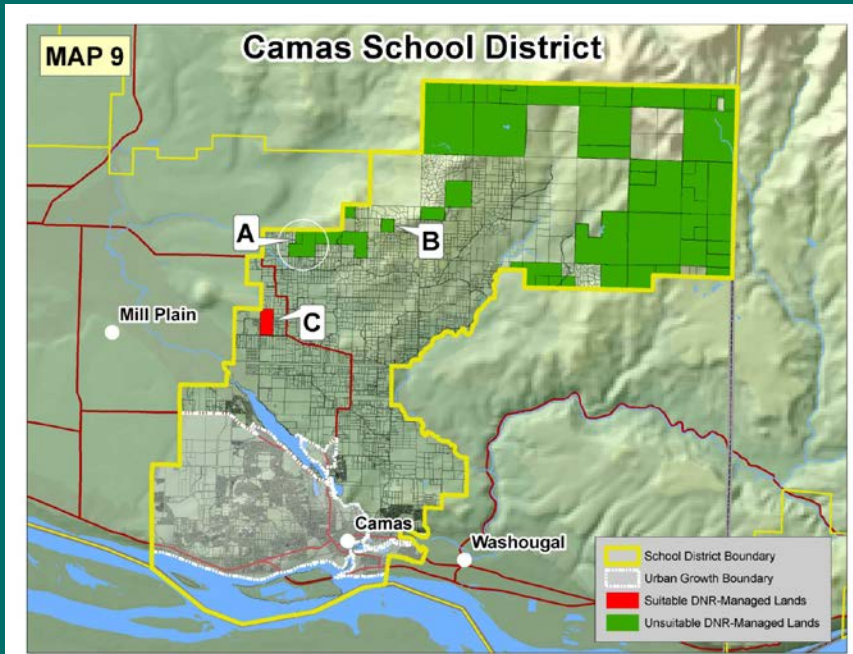 MAP 9
Camas School District
A
B
C
Mill Plain
Camas
Washougal
School District Boundary
Urban Growth Boundary
Suitable DNR-Managed Lands
Unsuitable DNR-Managed Lands